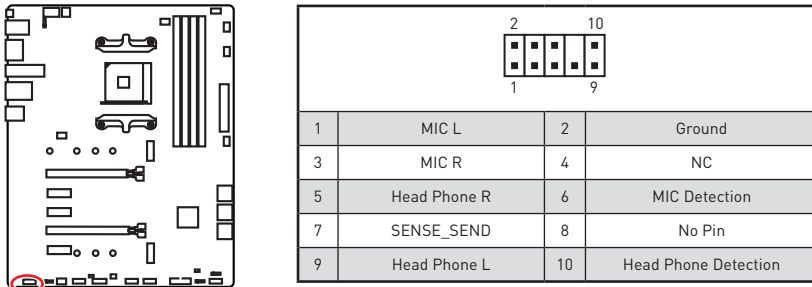 2 10
1 9
1 MIC L 2 Ground
3 MIC R 4 NC
5 Head Phone R 6 MIC Detection
7 SENSE_SEND 8 No Pin
9 Head Phone L 10 Head Phone Detection